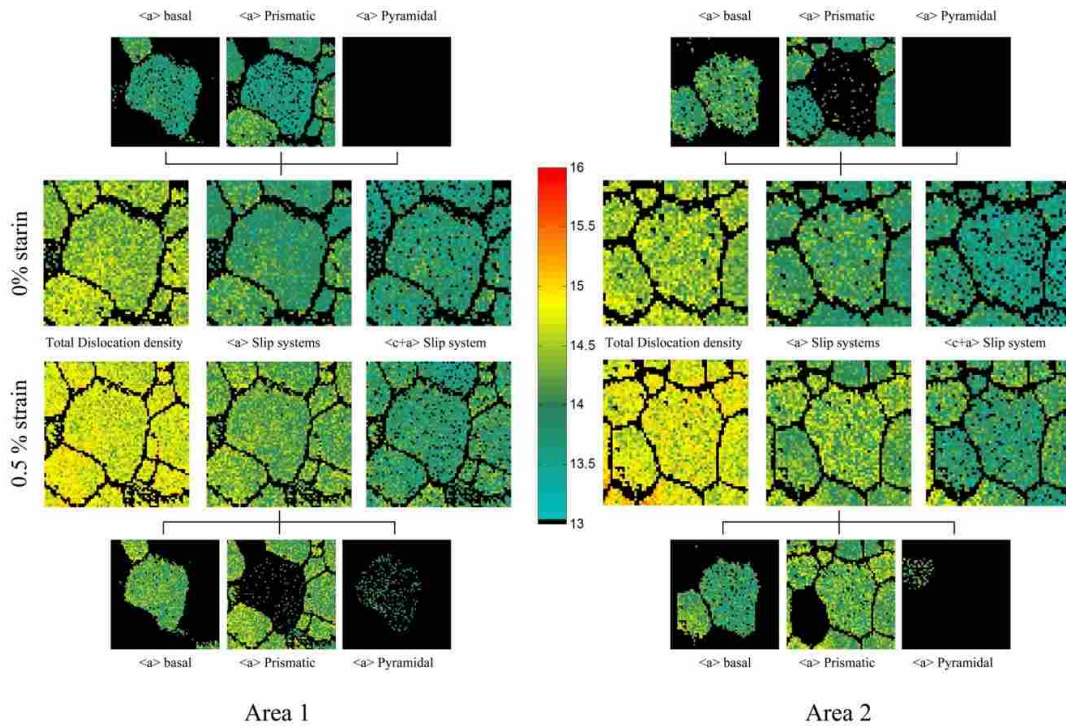 <a> basal <a> Prismatic <a> Pyramidal <a> basal <a> Prismatic <a> Pyramidal
0% starin
16
15.5
15
14.5
14
13.5
13
Total Dislocation density <a> Slip systems <c+a> Slip system Total Dislocation density <a> Slip systems <c+a> Slip system
0.5 % strain
<a> basal <a> Prismatic <a> Pyramidal <a> basal <a> Prismatic <a> Pyramidal
Area 1 Area 2